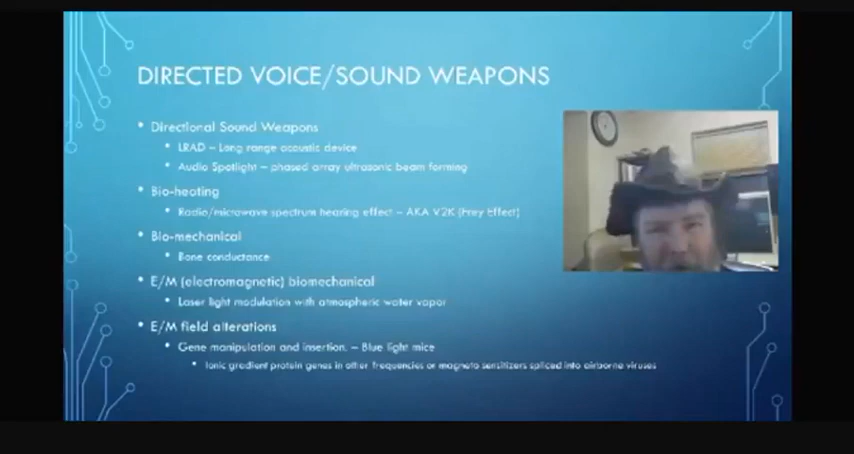 DIRECTED VOICE/SOUND WEAPONS
• Directional Sound Weapons
• LRAD – Long range acoustic device
• Audio Spotlight – phased array ultrasonic beam forming
• Bio-heating
• Radio/microwave spectrum hearing effect – AKA V2K (Frey Effect)
• Bio-mechanical
• Bone conductance
• E/M (electromagnetic) biomechanical
• Laser light modulation with atmospheric water vapor
• E/M field alterations
• Gene manipulation and insertion. – Blue light mice
• Ionic gradient protein genes in other frequencies or magneto sensitizers spliced into airborne viruses